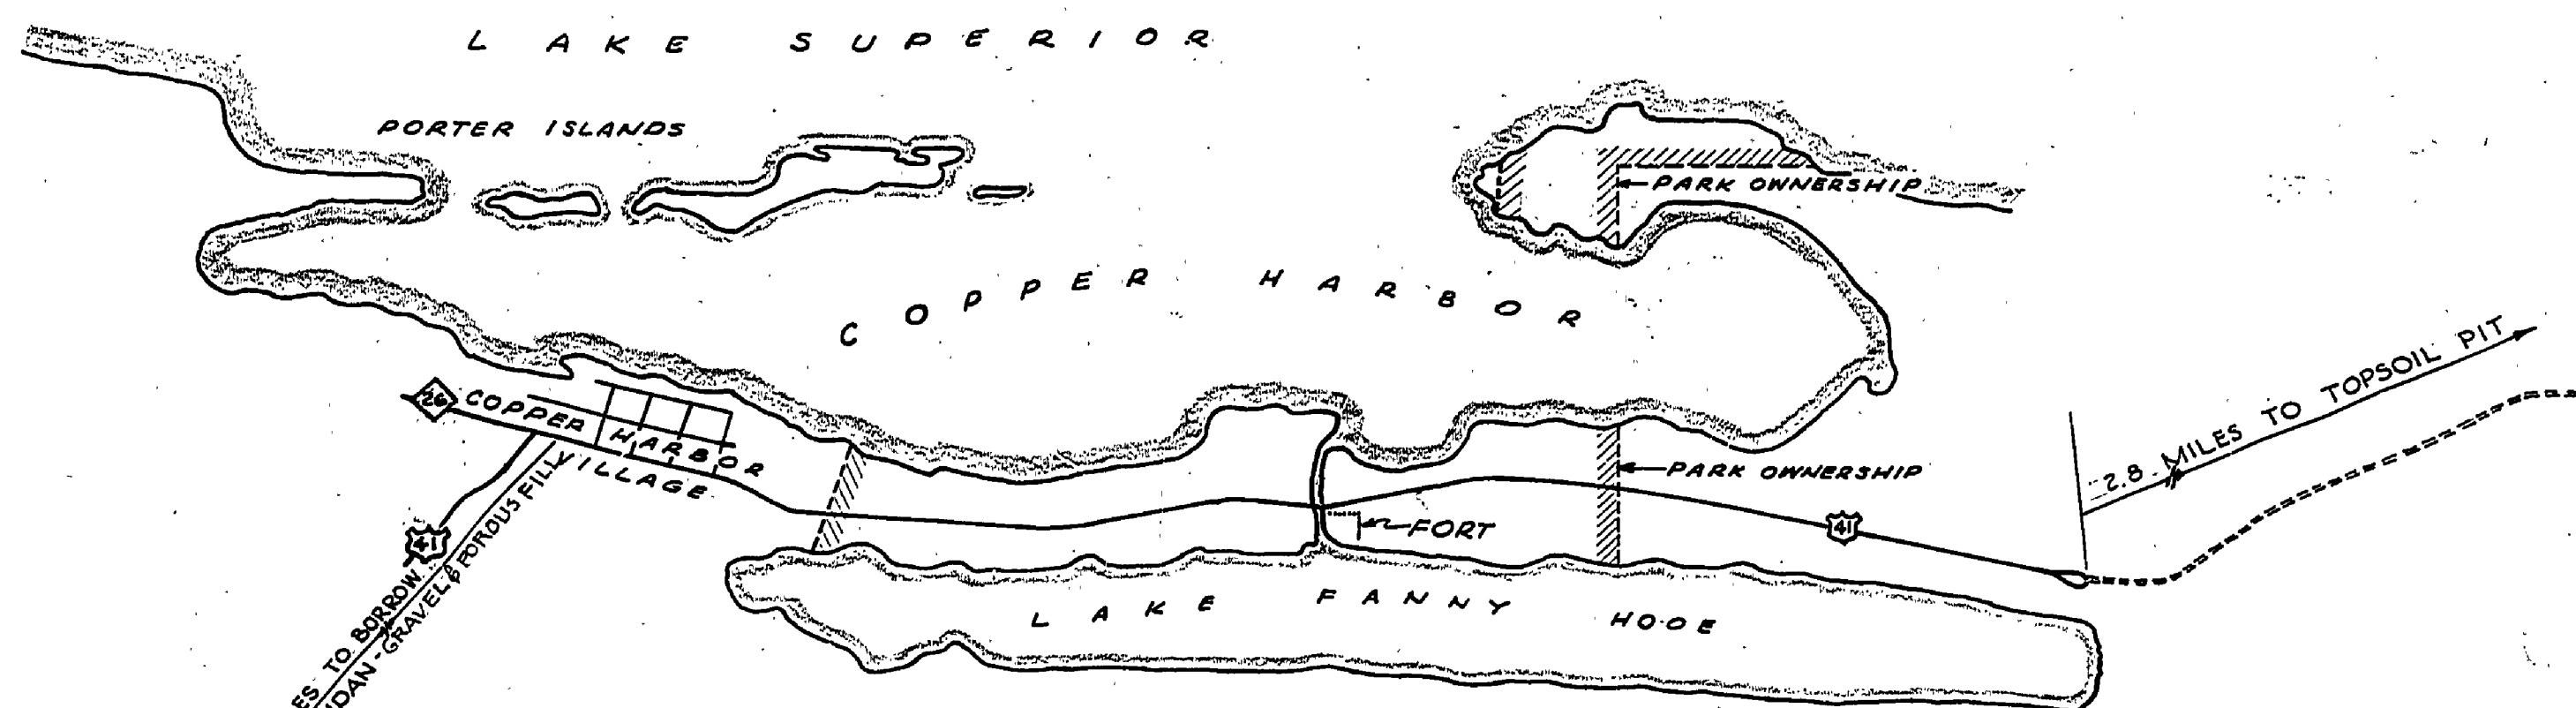 LAKE SUPERIOR
PORTER ISLANDS
PARK OWNERSHIP
COPPER HARBOR
2.8 MILES TO TOPSOIL PIT
26
COPPER HARBOR
VILLAGE
PARK OWNERSHIP
41
FORT
41
TO BORROW
GRAVEL & POROUS FILL
LAKE FANNY HOOE